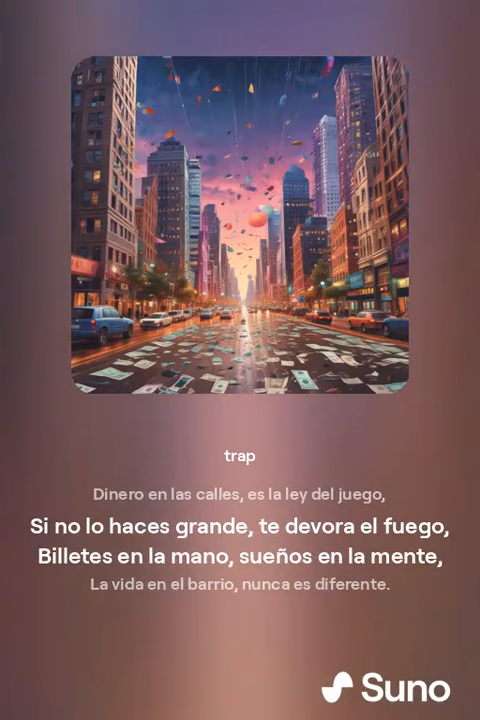 trap
Dinero en las calles, es la ley del juego,
Si no lo haces grande, te devora el fuego,
Billetes en la mano, sueños en la mente,
La vida en el barrio, nunca es diferente.
Suno